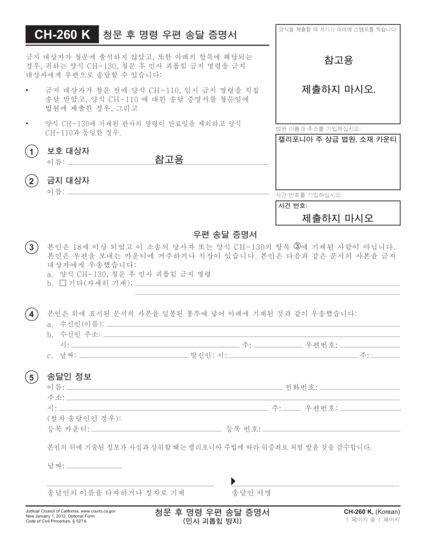 CH-260 K 청문 후 명령 우편 송달 증명서
양식을 제출할 때 서기가 아래에 스탬프를 찍습니다.
금지 대상자가 청문에 출석하지 않았고, 또한 아래의 항목에 해당되는
경우, 귀하는 양식 CH-130, 청문 후 민사 괴롭힘 금지 명령을 금지
대상자에게 우편으로 송달할 수 있습니다:
• 금지 대상자가 청문 전에 양식 CH-110, 임시 금지 명령을 직접
송달 받았고, 양식 CH-110 에 대한 송달 증명서를 청문일에
법원에 제출한 경우, 그리고
• 양식 CH-130에 기재된 판사의 명령이 만료일을 제외하고 양식
CH-110과 동일한 경우.
참고용
제출하지 마시오.
법원 이름과 주소를 기입하십시오:
캘리포니아 주 상급 법원, 소재 카운티
사건 번호를 기입하십시오:
사건 번호:
제출하지 마시오
1 보호 대상자
이름: 참고용
2 금지 대상자
이름:
우편 송달 증명서
3 본인은 18세 이상 되었고 이 소송의 당사자 또는 양식 CH-130의 항목 ③에 기재된 사람이 아닙니다.
본인은 우편을 보내는 카운티에 거주하거나 직장이 있습니다. 본인은 다음과 같은 문서의 사본을 금지
대상자에게 우송했습니다:
a. 양식 CH-130, 청문 후 민사 괴롭힘 금지 명령
b. □ 기타(자세히 기재):
4 본인은 위에 표시된 문서의 사본을 밀봉된 봉투에 넣어 아래에 기재된 것과 같이 우송했습니다:
a. 수신인(이름):
b. 수신인 주소:
시: 주: 우편번호:
c. 날짜: 발신인: 시: 주:
5 송달인 정보
이름: 전화번호:
주소:
시: 주: 우편번호:
(절차 송달인인 경우):
등록 카운티: 등록 번호:
본인의 위에 기술된 정보가 사실과 상위할 때는 캘리포니아 주법에 따라 위증죄로 처벌 받을 것을 감수합니다.
날짜:
송달인의 이름을 타자하거나 정자로 기재 송달인 서명
Judicial Council of California, www.courts.ca.gov
New January 1, 2012, Optional Form
Code of Civil Procedure, § 527.6
청문 후 명령 우편 송달 증명서
(민사 괴롭힘 방지)
CH-260 K, (Korean)
1 페이지 중 1 페이지